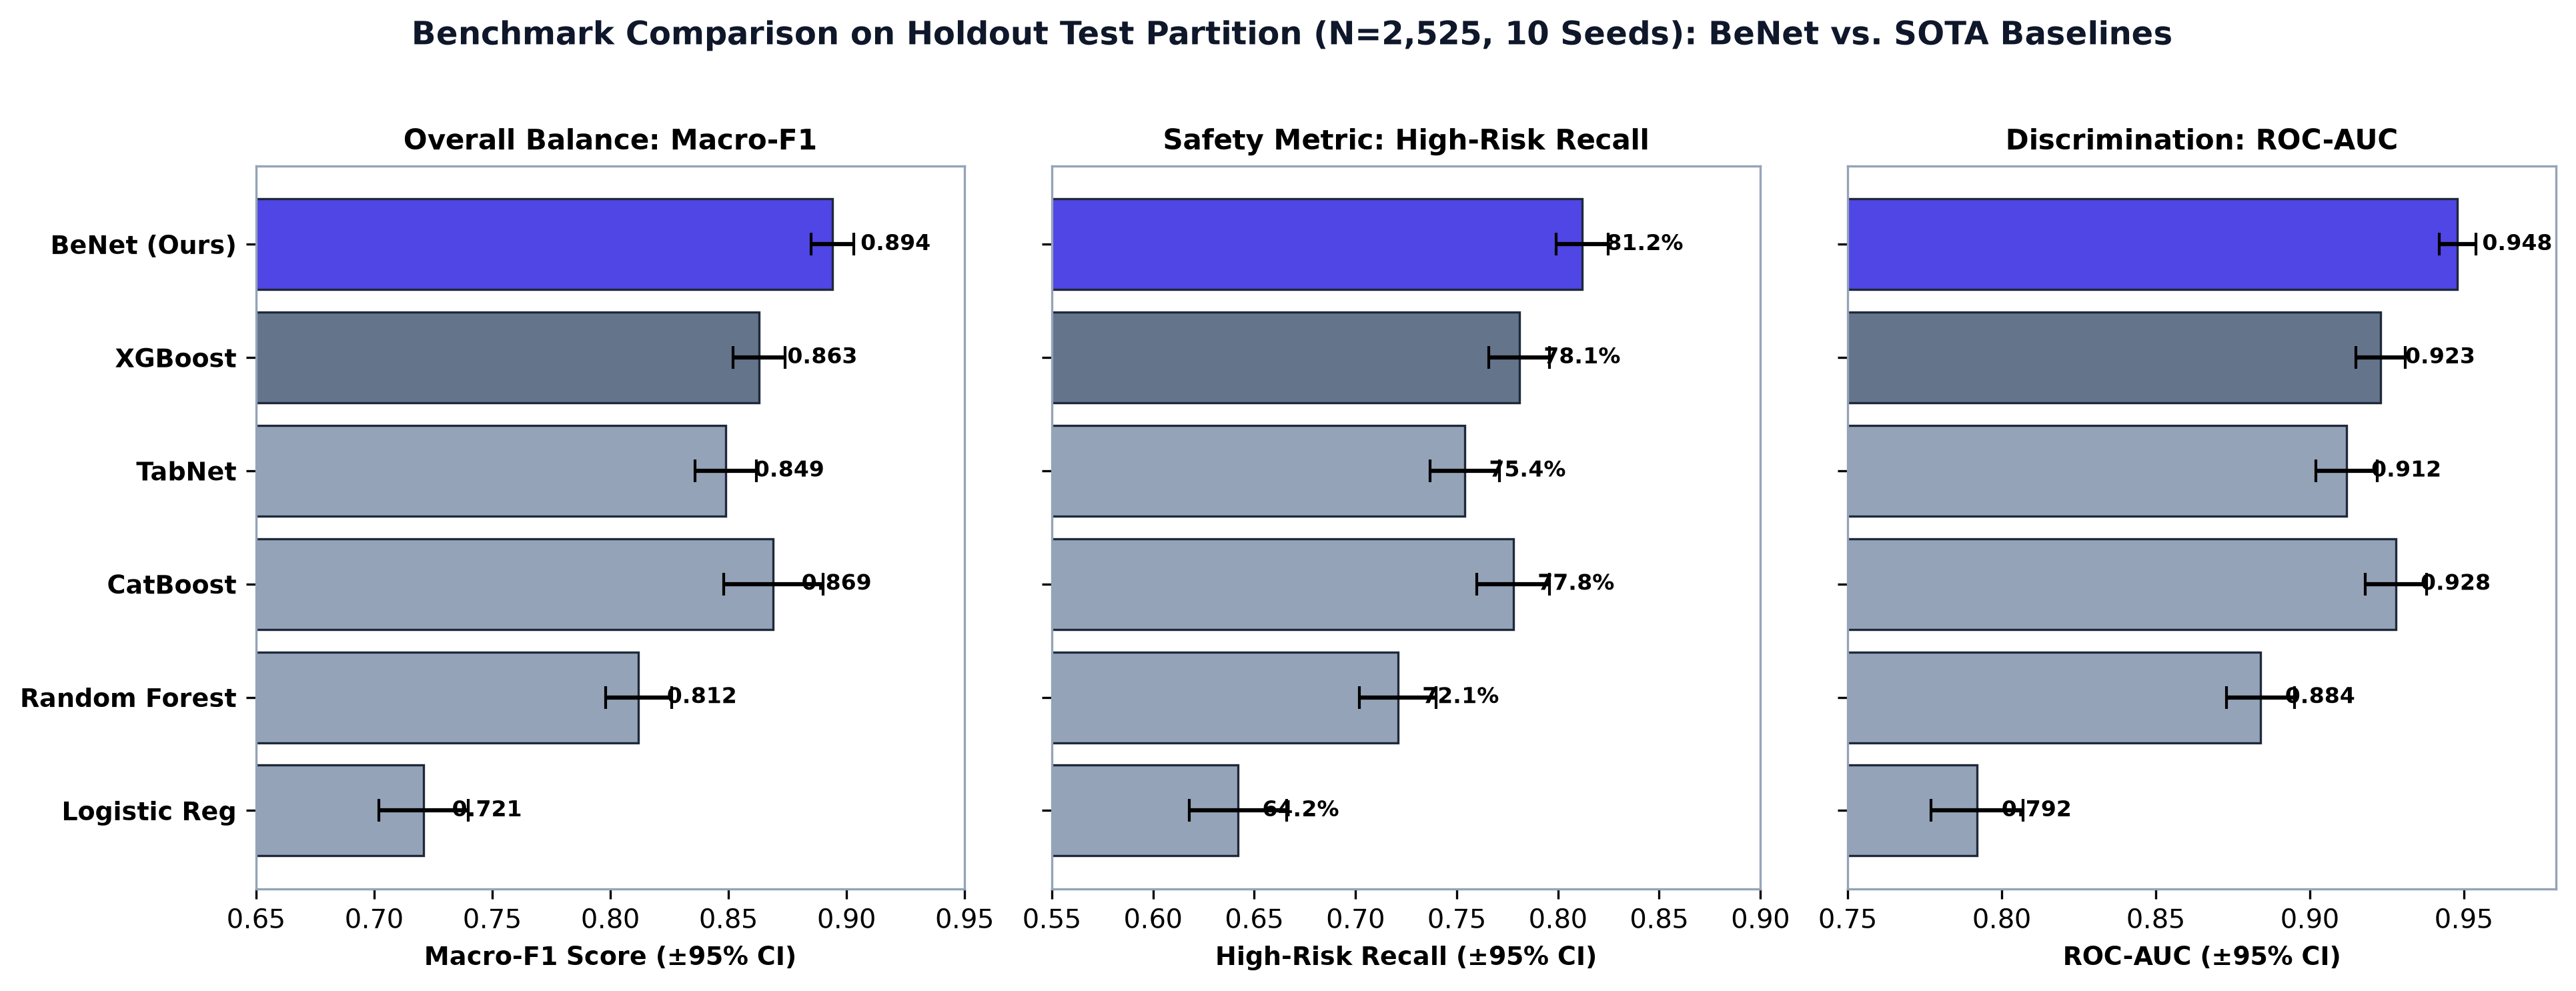 Benchmark Comparison on Holdout Test Partition (N=2,525, 10 Seeds): BeNet vs. SOTA Baselines
Overall Balance: Macro-F1
BeNet (Ours)
XGBoost
TabNet
CatBoost
Random Forest
Logistic Reg
0.894
0.863
0.849
0.869
0.812
0.721
0.65 0.70 0.75 0.80 0.85 0.90 0.95
Macro-F1 Score (±95% CI)
Safety Metric: High-Risk Recall
81.2%
78.1%
75.4%
77.8%
72.1%
64.2%
0.55 0.60 0.65 0.70 0.75 0.80 0.85 0.90
High-Risk Recall (±95% CI)
Discrimination: ROC-AUC
0.948
0.923
0.912
0.928
0.884
0.792
0.75 0.80 0.85 0.90 0.95
ROC-AUC (±95% CI)